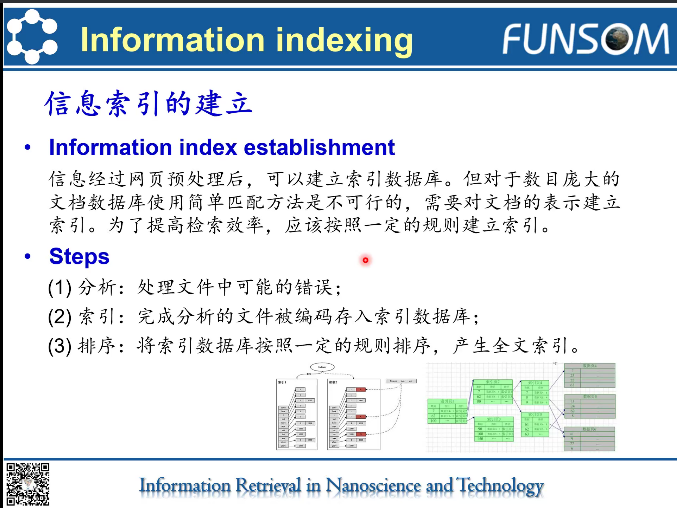 Information indexing
FUNSOM
信息索引的建立
• Information index establishment
信息经过网页预处理后，可以建立索引数据库。但对于数目庞大的
文档数据库使用简单匹配方法是不可行的，需要对文档的表示建立
索引。为了提高检索效率，应该按照一定的规则建立索引。
• Steps
(1) 分析：处理文件中可能的错误；
(2) 索引：完成分析的文件被编码存入索引数据库；
(3) 排序：将索引数据库按照一定的规则排序，产生全文索引。
Information Retrieval in Nanoscience and Technology